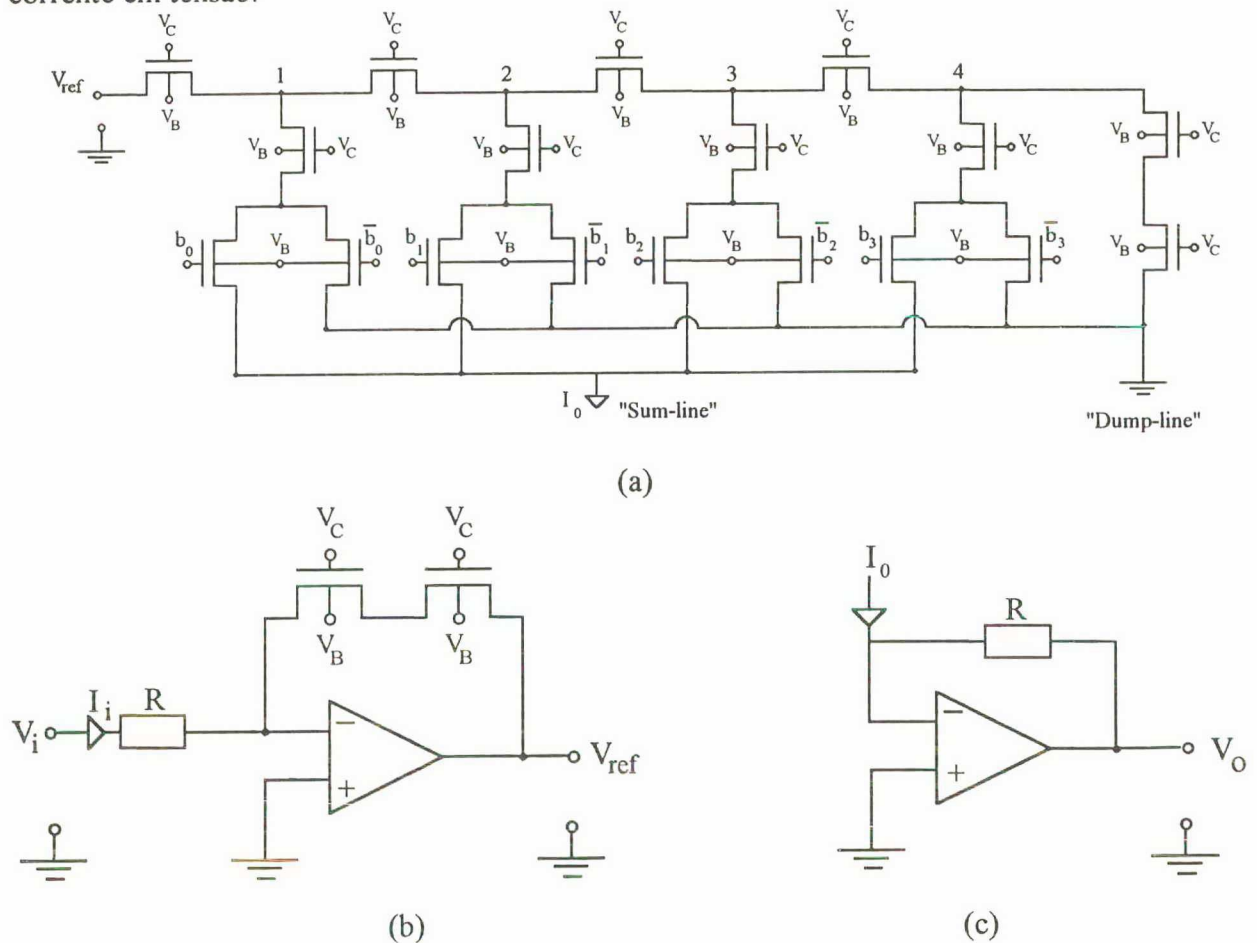 corrente em tensão.
V_C V_C V_C V_C
V_ref 1 2 3 4
V_B V_B V_B V_B
V_B V_C V_B V_C V_B V_C V_B V_C V_B V_C
b_0 V_B b̅_0 b_1 V_B b̅_1 b_2 V_B b̅_2 b_3 V_B b̅_3 V_B V_C
I_0 "Sum-line" "Dump-line"
(a)
V_C V_C
V_B V_B
V_i I_i R − + V_ref
(b)
I_0
R
− + V_O
(c)